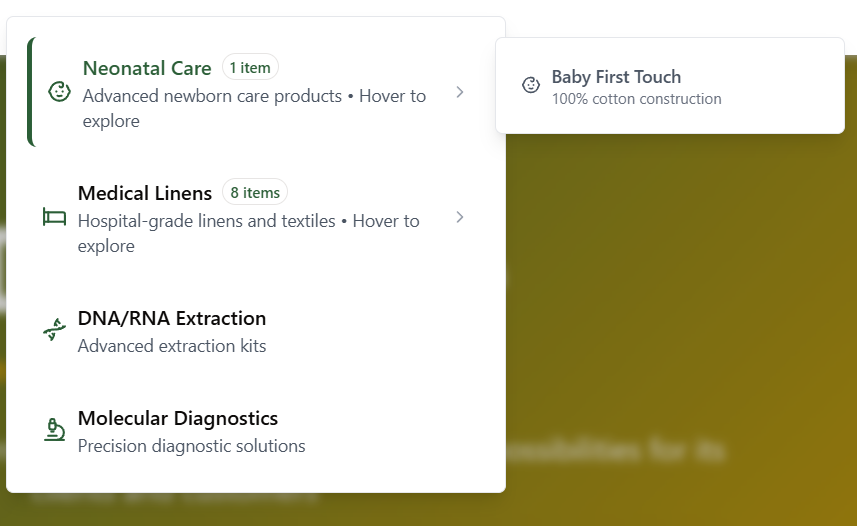 Neonatal Care 1 item
Advanced newborn care products • Hover to
explore
Baby First Touch
100% cotton construction
Medical Linens 8 items
Hospital-grade linens and textiles • Hover to
explore
DNA/RNA Extraction
Advanced extraction kits
Molecular Diagnostics
Precision diagnostic solutions
ossibilities for its